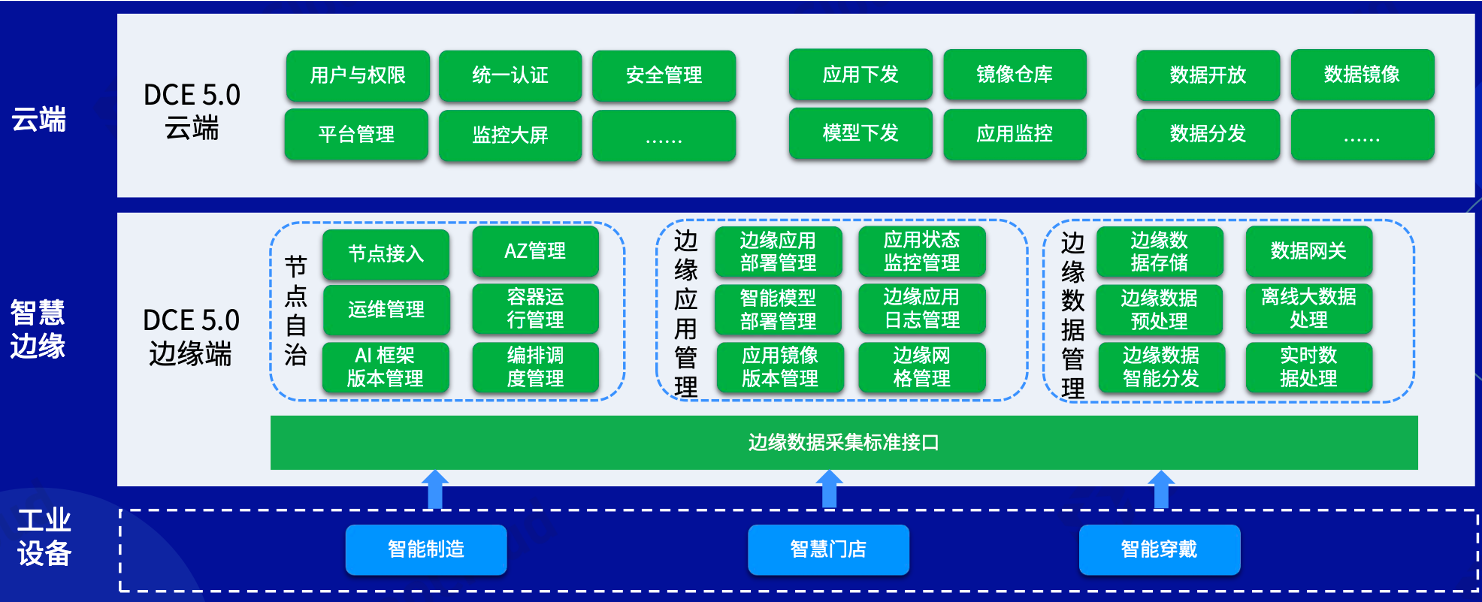 云端
DCE 5.0
云端
用户与权限
统一认证
安全管理
平台管理
监控大屏
......
应用下发
镜像仓库
模型下发
应用监控
数据开放
数据镜像
数据分发
......
智慧
边缘
DCE 5.0
边缘端
节点自治
节点接入
AZ管理
运维管理
容器运
行管理
AI 框架
版本管理
编排调
度管理
边缘应用管理
边缘应用
部署管理
应用状态
监控管理
智能模型
部署管理
边缘应用
日志管理
应用镜像
版本管理
边缘网
格管理
边缘数据管理
边缘数
据存储
数据网关
边缘数据
预处理
离线大数据
处理
边缘数据
智能分发
实时数
据处理
边缘数据采集标准接口
工业
设备
智能制造
智慧门店
智能穿戴